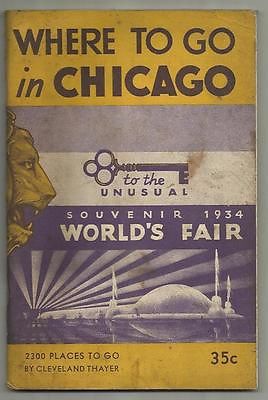 WHERE TO GO
in CHICAGO
to the E
UNUSUAL
SOUVENIR 1934
WORLD'S FAIR
2300 PLACES TO GO
BY CLEVELAND THAYER
35c